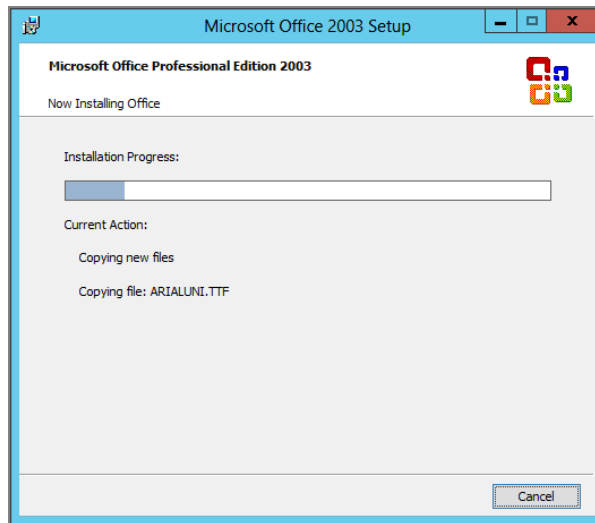 Microsoft Office 2003 Setup
Microsoft Office Professional Edition 2003
Now Installing Office
Installation Progress:
Current Action:
Copying new files
Copying file: ARIALUNI.TTF
Cancel